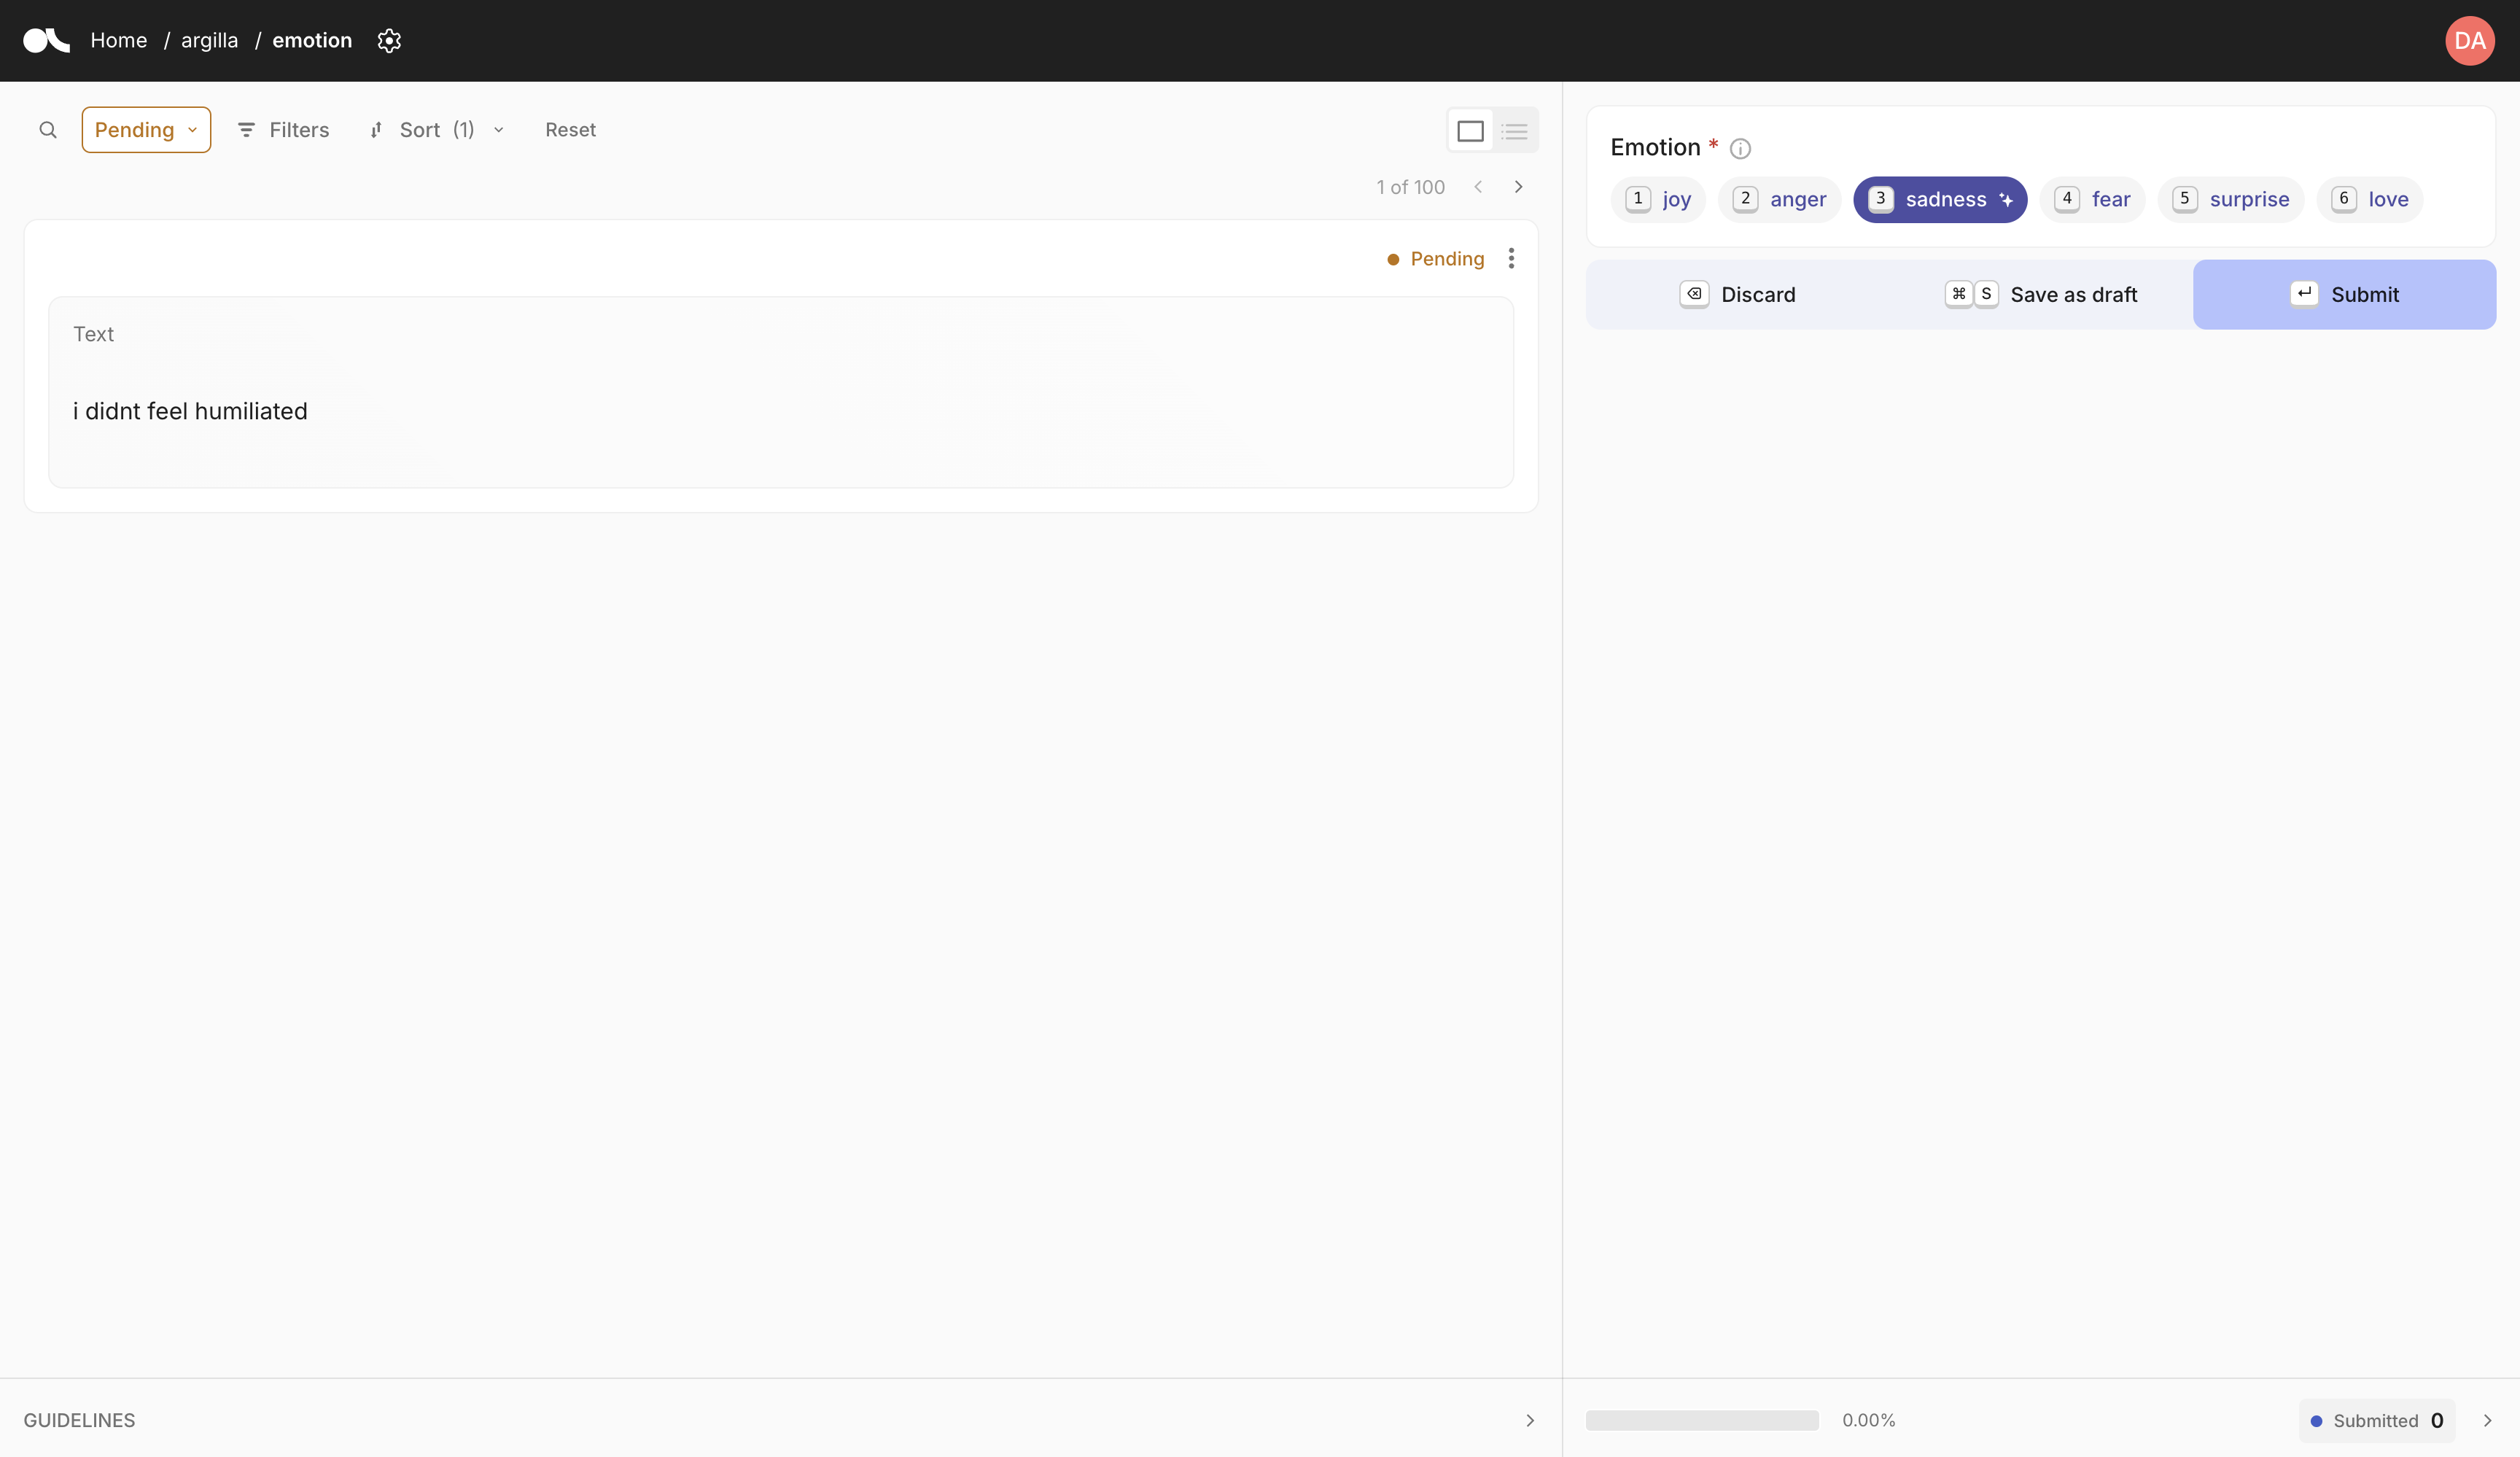 Home / argilla / emotion
DA
Pending
Filters
Sort (1)
Reset
1 of 100
Pending
Text
i didnt feel humiliated
Emotion *
1 joy
2 anger
3 sadness
4 fear
5 surprise
6 love
Discard
⌘ S Save as draft
Submit
GUIDELINES
0.00%
Submitted 0